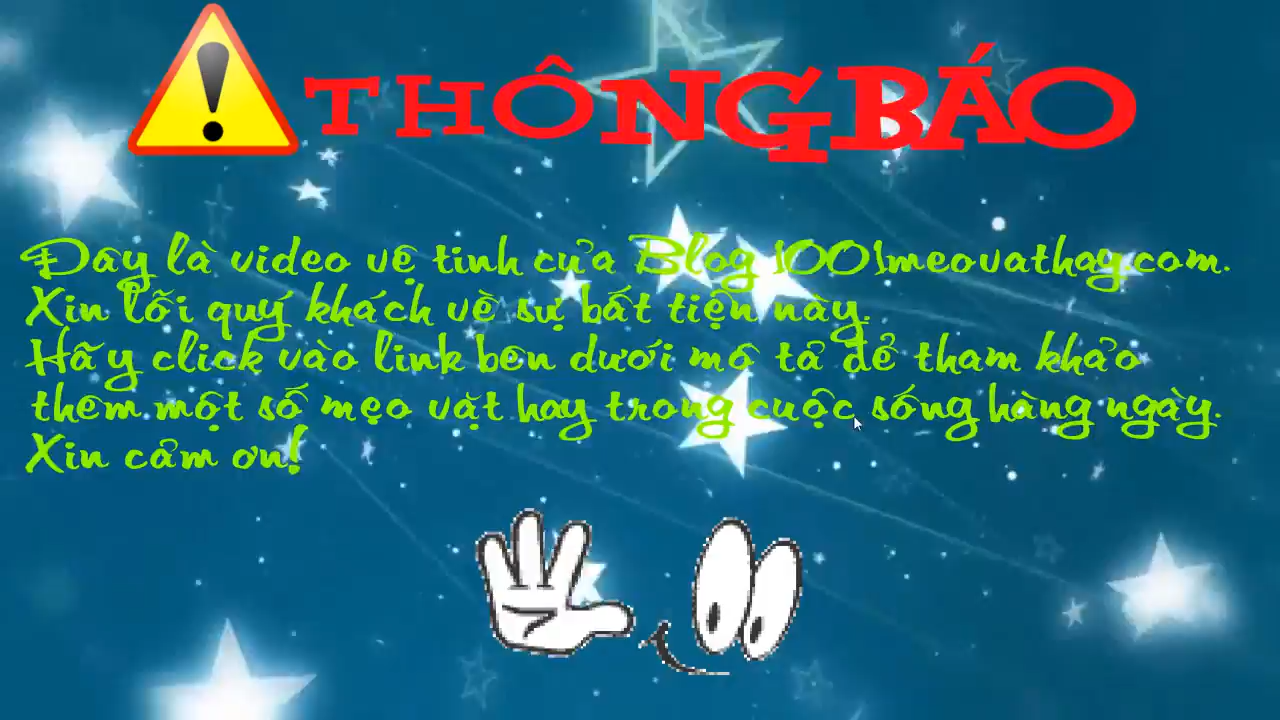 THÔNG BÁO
Đây là video vệ tinh của Blog 1001meovathay.com.
Xin lỗi quý khách về sự bất tiện này.
Hãy click vào link bên dưới mô tả để tham khảo
thêm một số mẹo vặt hay trong cuộc sống hàng ngày.
Xin cảm ơn!